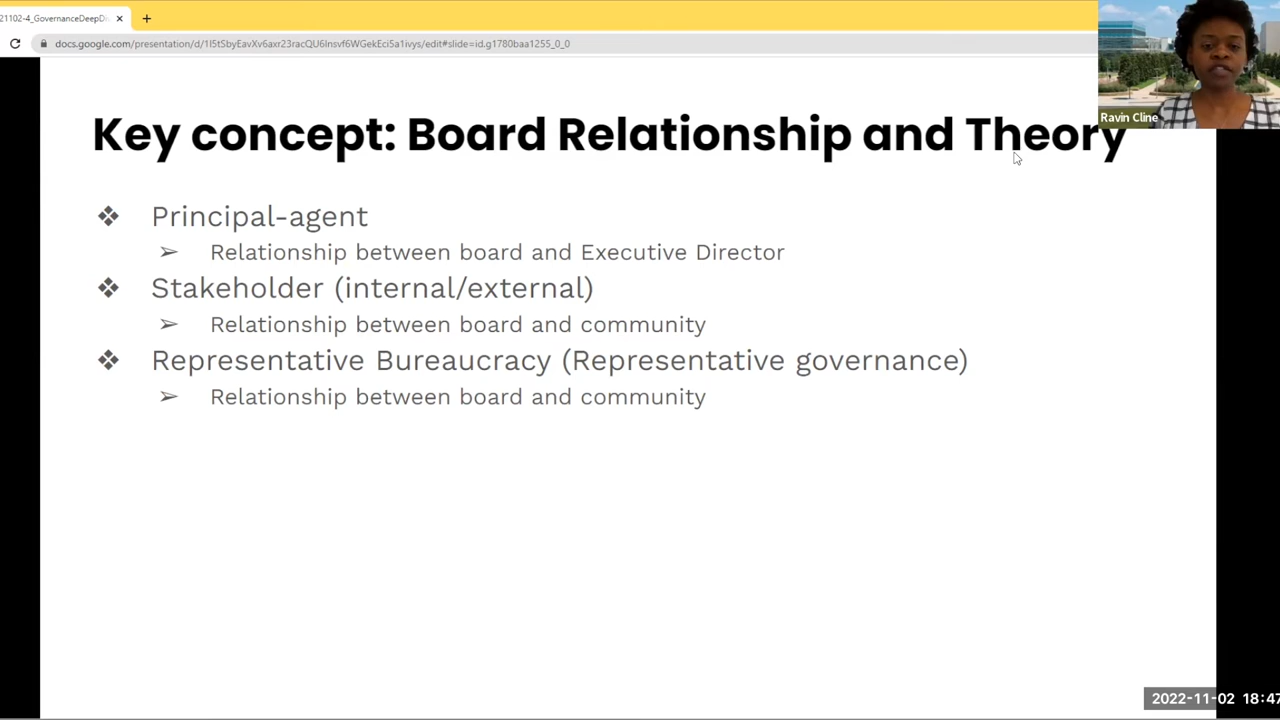 21102-4_GovernanceDeepDi
docs.google.com/presentation/d/
/edit#slide=id.g1780baa1255_0_0
Ravin Cline
Key concept: Board Relationship and Theory
❖ Principal-agent
➢ Relationship between board and Executive Director
❖ Stakeholder (internal/external)
➢ Relationship between board and community
❖ Representative Bureaucracy (Representative governance)
➢ Relationship between board and community
2022-11-02 18:47